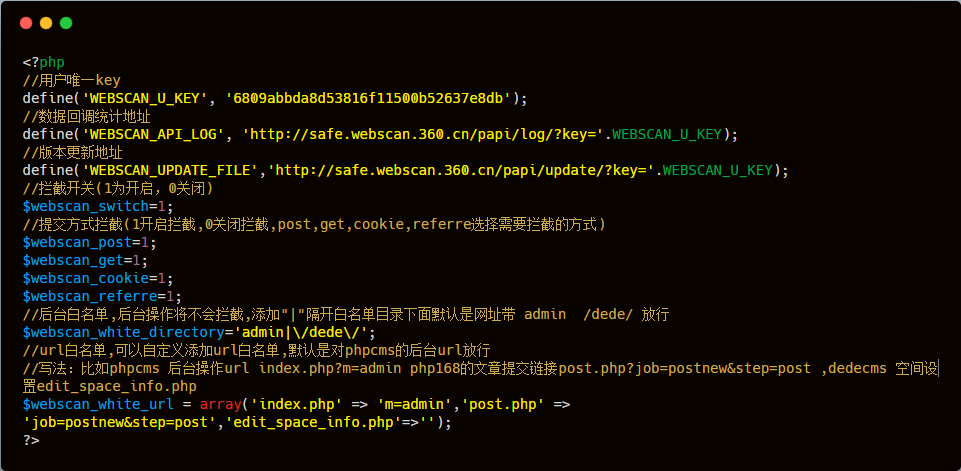 <?php
//用户唯一key
define('WEBSCAN_U_KEY', '6809abbda8d53816f11500b52637e8db');
//数据回调统计地址
define('WEBSCAN_API_LOG', 'http://safe.webscan.360.cn/papi/log/?key='.WEBSCAN_U_KEY);
//版本更新地址
define('WEBSCAN_UPDATE_FILE','http://safe.webscan.360.cn/papi/update/?key='.WEBSCAN_U_KEY);
//拦截开关(1为开启，0关闭)
$webscan_switch=1;
//提交方式拦截(1开启拦截,0关闭拦截,post,get,cookie,referre选择需要拦截的方式)
$webscan_post=1;
$webscan_get=1;
$webscan_cookie=1;
$webscan_referre=1;
//后台白名单,后台操作将不会拦截,添加"|"隔开白名单目录下面默认是网址带 admin  /dede/ 放行
$webscan_white_directory='admin|\/dede\/';
//url白名单,可以自定义添加url白名单,默认是对phpcms的后台url放行
//写法：比如phpcms 后台操作url index.php?m=admin php168的文章提交链接post.php?job=postnew&step=post ,dedecms 空间设
置edit_space_info.php
$webscan_white_url = array('index.php' => 'm=admin','post.php' =>
'job=postnew&step=post','edit_space_info.php'=>'');
?>